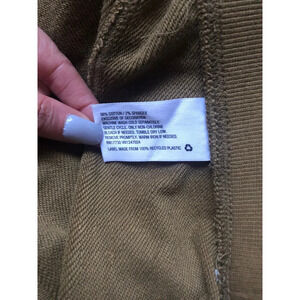 98% COTTON / 2% SPANDEX
EXCLUSIVE OF DECORATION
MACHINE WASH COLD SEPARATELY,
GENTLE CYCLE. ONLY NON-CHLORINE
BLEACH IF NEEDED. TUMBLE DRY LOW.
REMOVE PROMPTLY. WARM IRON IF NEEDED.
LABEL MADE FROM 100% RECYCLED PLASTIC